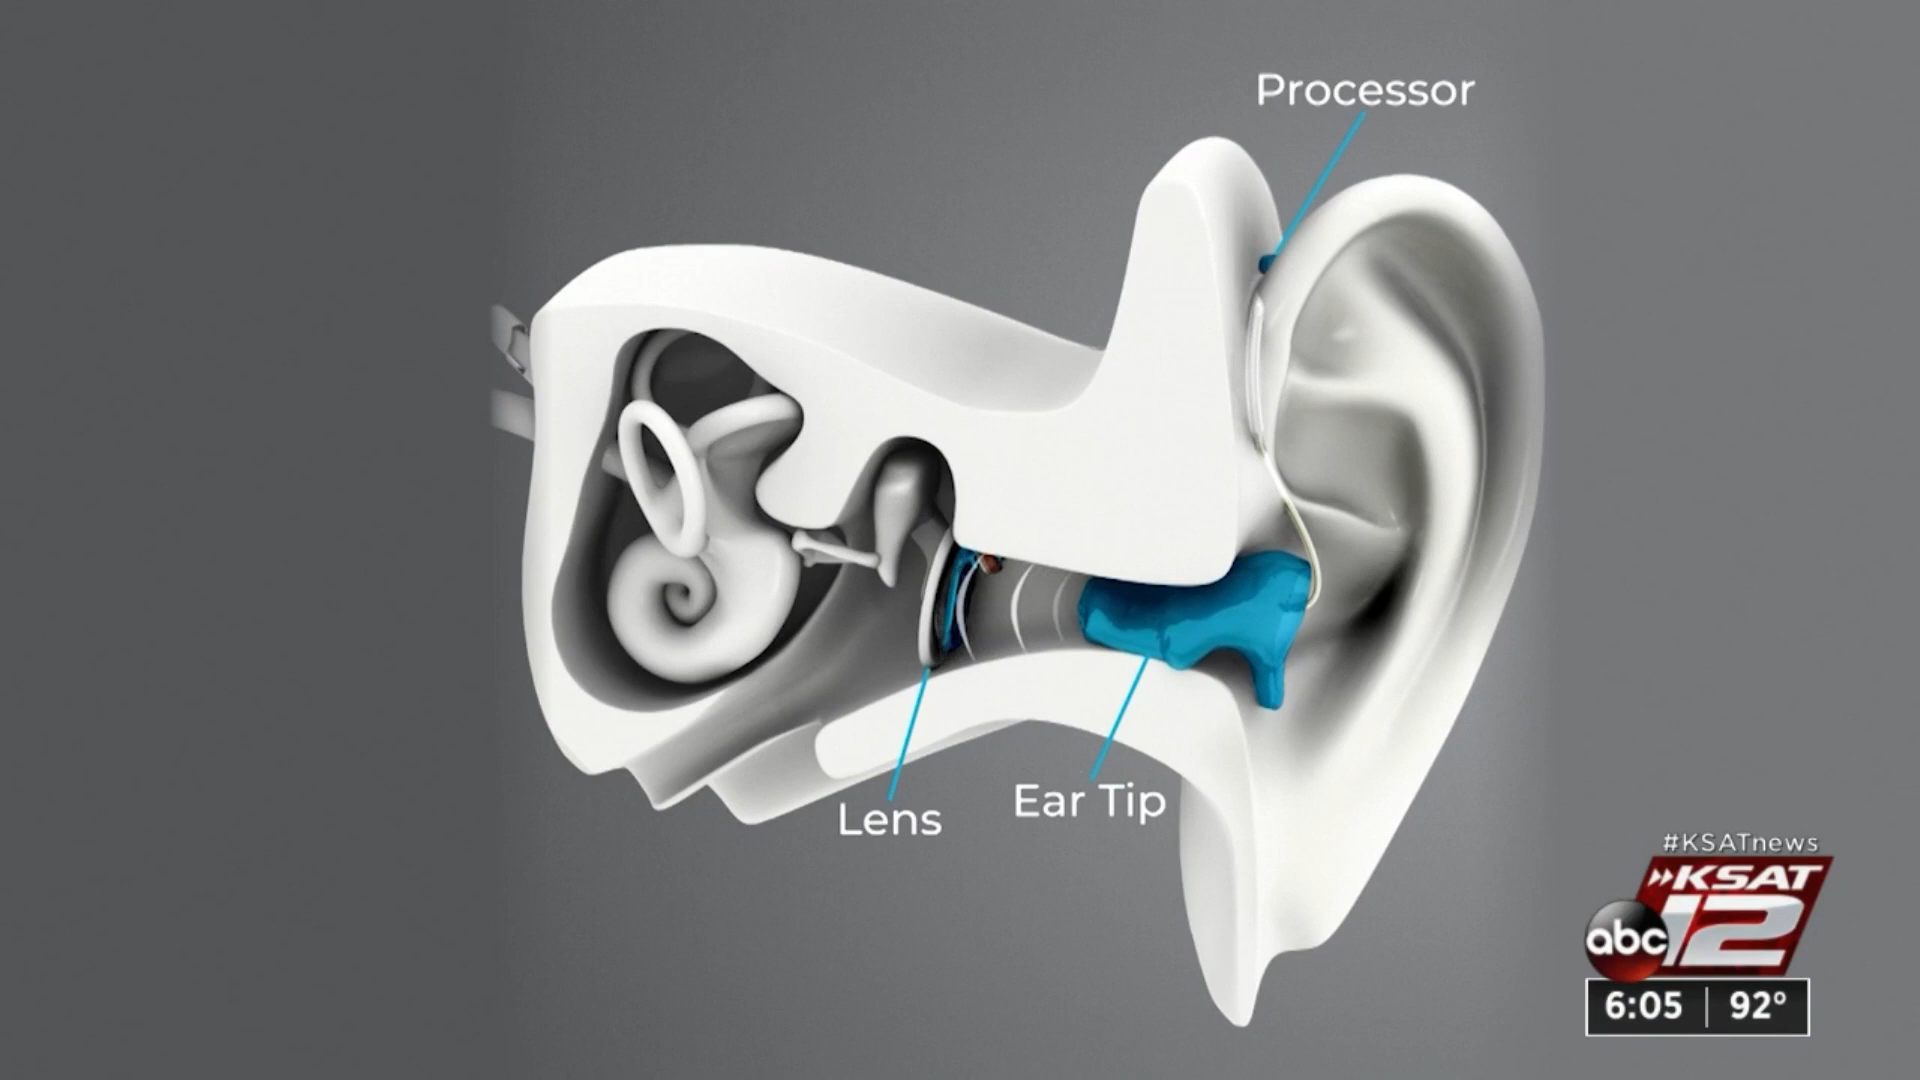 Processor
Lens
Ear Tip
#KSATnews
KSAT
12
abc
6:05 | 92°